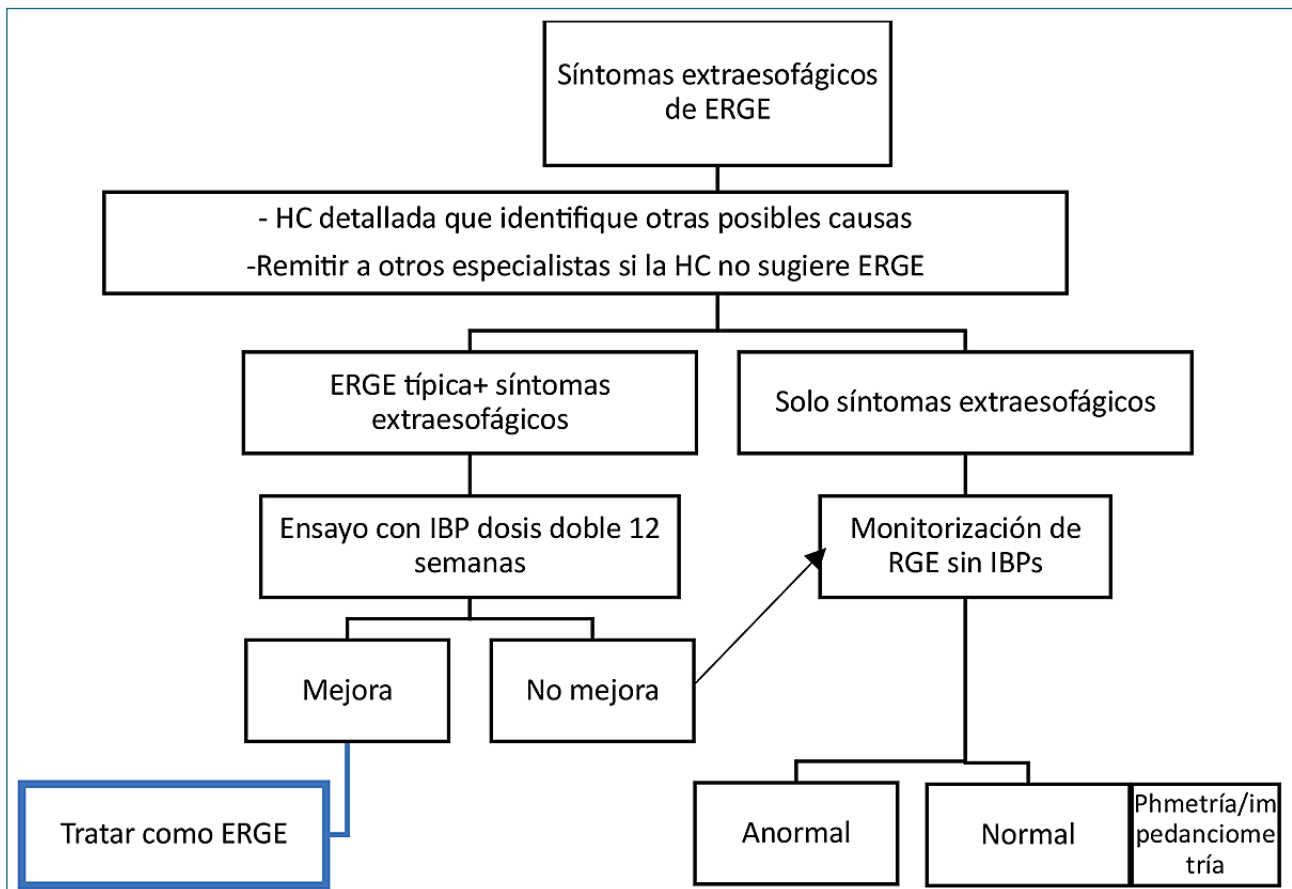 Síntomas extraesofágicos
de ERGE
- HC detallada que identifique otras posibles causas
-Remitir a otros especialistas si la HC no sugiere ERGE
ERGE típica+ síntomas
extraesofágicos
Solo síntomas extraesofágicos
Ensayo con IBP dosis doble 12
semanas
Monitorización de
RGE sin IBPs
Mejora
No mejora
Tratar como ERGE
Anormal
Normal
Phmetría/im
pedanciome
tría